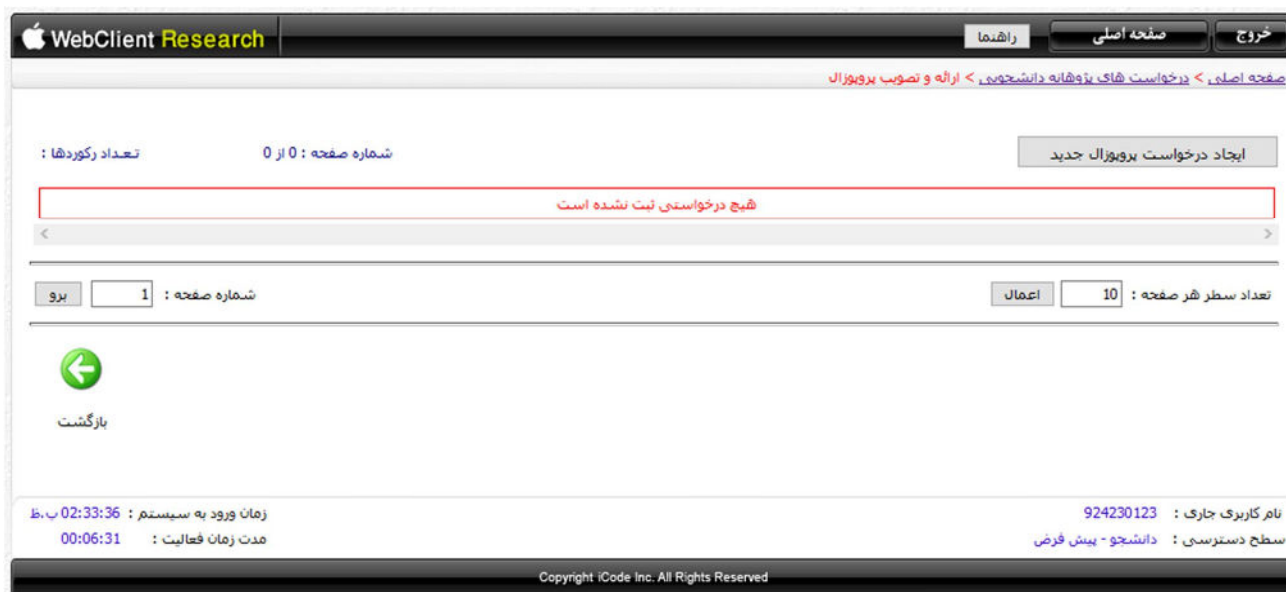 خروج صفحه اصلی راهنما WebClient Research
صفحه اصلی > درخواست های پژوهانه دانشجویی > ارائه و تصویب پروپوزال
ایجاد درخواست پروپوزال جدید شماره صفحه : 0 از 0 تعداد رکوردها :
هیچ درخواستی ثبت نشده است
تعداد سطر هر صفحه : 10 اعمال شماره صفحه : 1 برو
بازگشت
نام کاربری جاری : 924230123 زمان ورود به سیستم : 02:33:36 ب.ظ
سطح دسترسی : دانشجو - پیش فرض مدت زمان فعالیت : 00:06:31
Copyright iCode Inc. All Rights Reserved